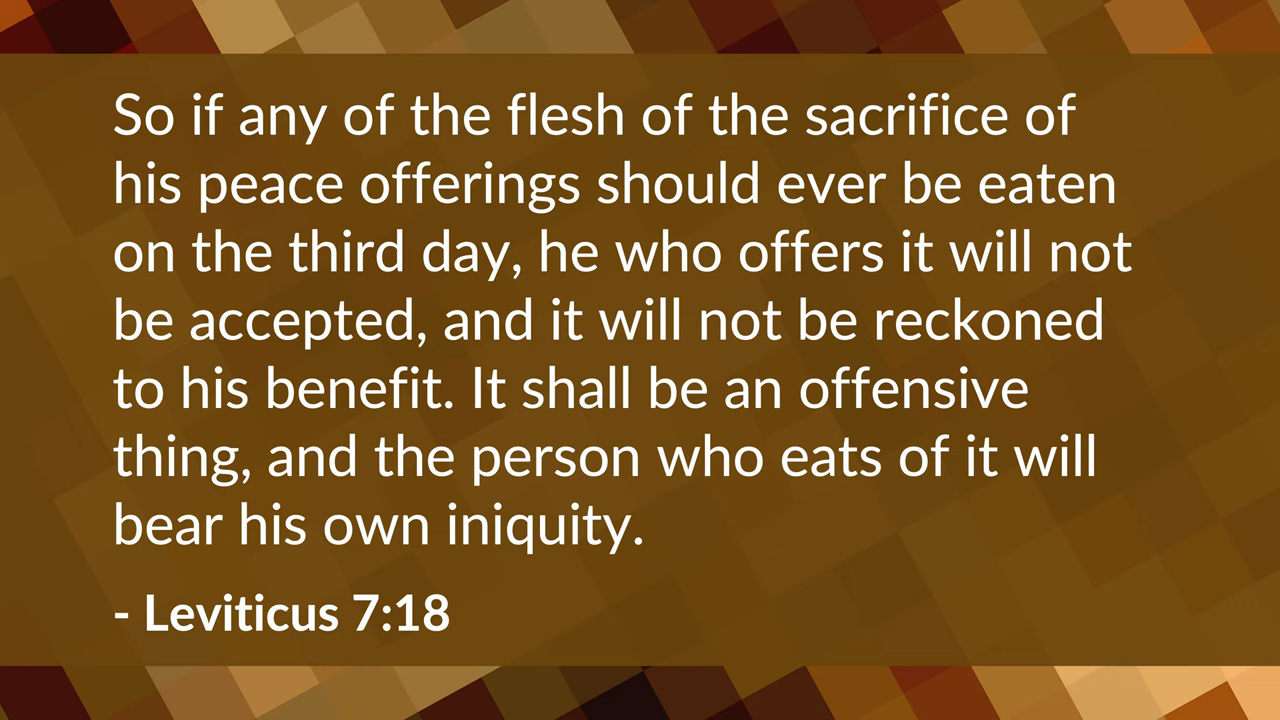 So if any of the flesh of the sacrifice of
his peace offerings should ever be eaten
on the third day, he who offers it will not
be accepted, and it will not be reckoned
to his benefit. It shall be an offensive
thing, and the person who eats of it will
bear his own iniquity.
- Leviticus 7:18